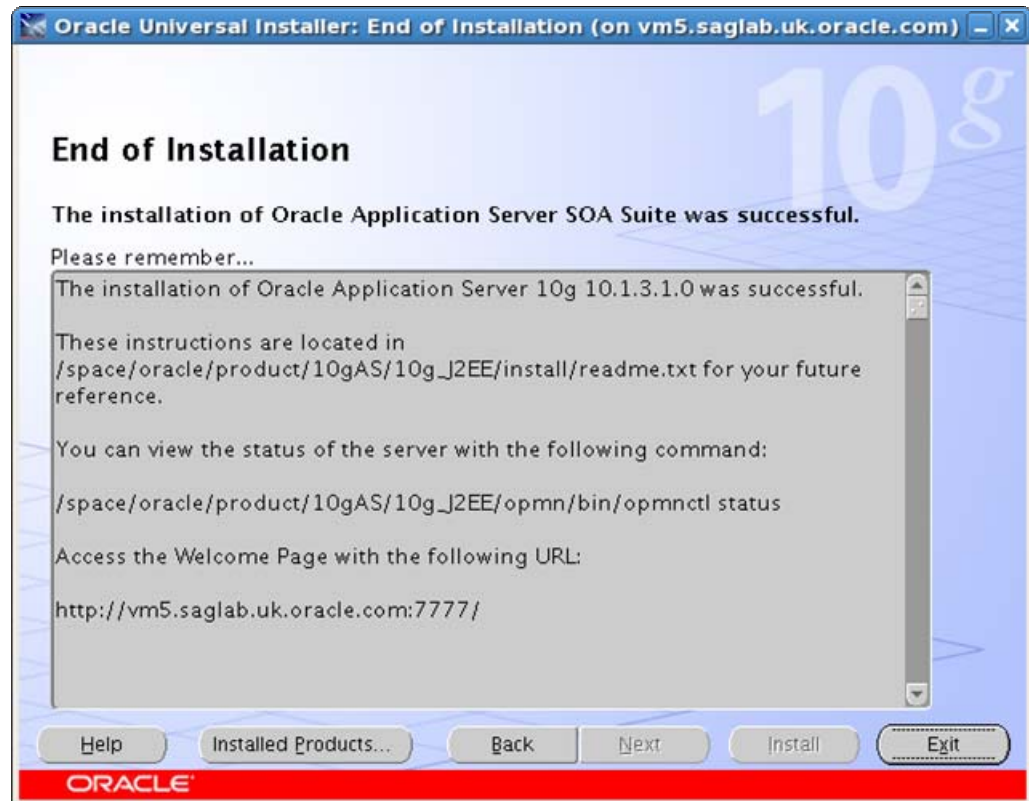 Oracle Universal Installer: End of Installation (on vm5.saglab.uk.oracle.com)
10g
End of Installation
The installation of Oracle Application Server SOA Suite was successful.
Please remember...
The installation of Oracle Application Server 10g 10.1.3.1.0 was successful.
These instructions are located in
/space/oracle/product/10gAS/10g_J2EE/install/readme.txt for your future
reference.
You can view the status of the server with the following command:
/space/oracle/product/10gAS/10g_J2EE/opmn/bin/opmnctl status
Access the Welcome Page with the following URL:
http://vm5.saglab.uk.oracle.com:7777/
Help Installed Products... Back Next Install Exit
ORACLE